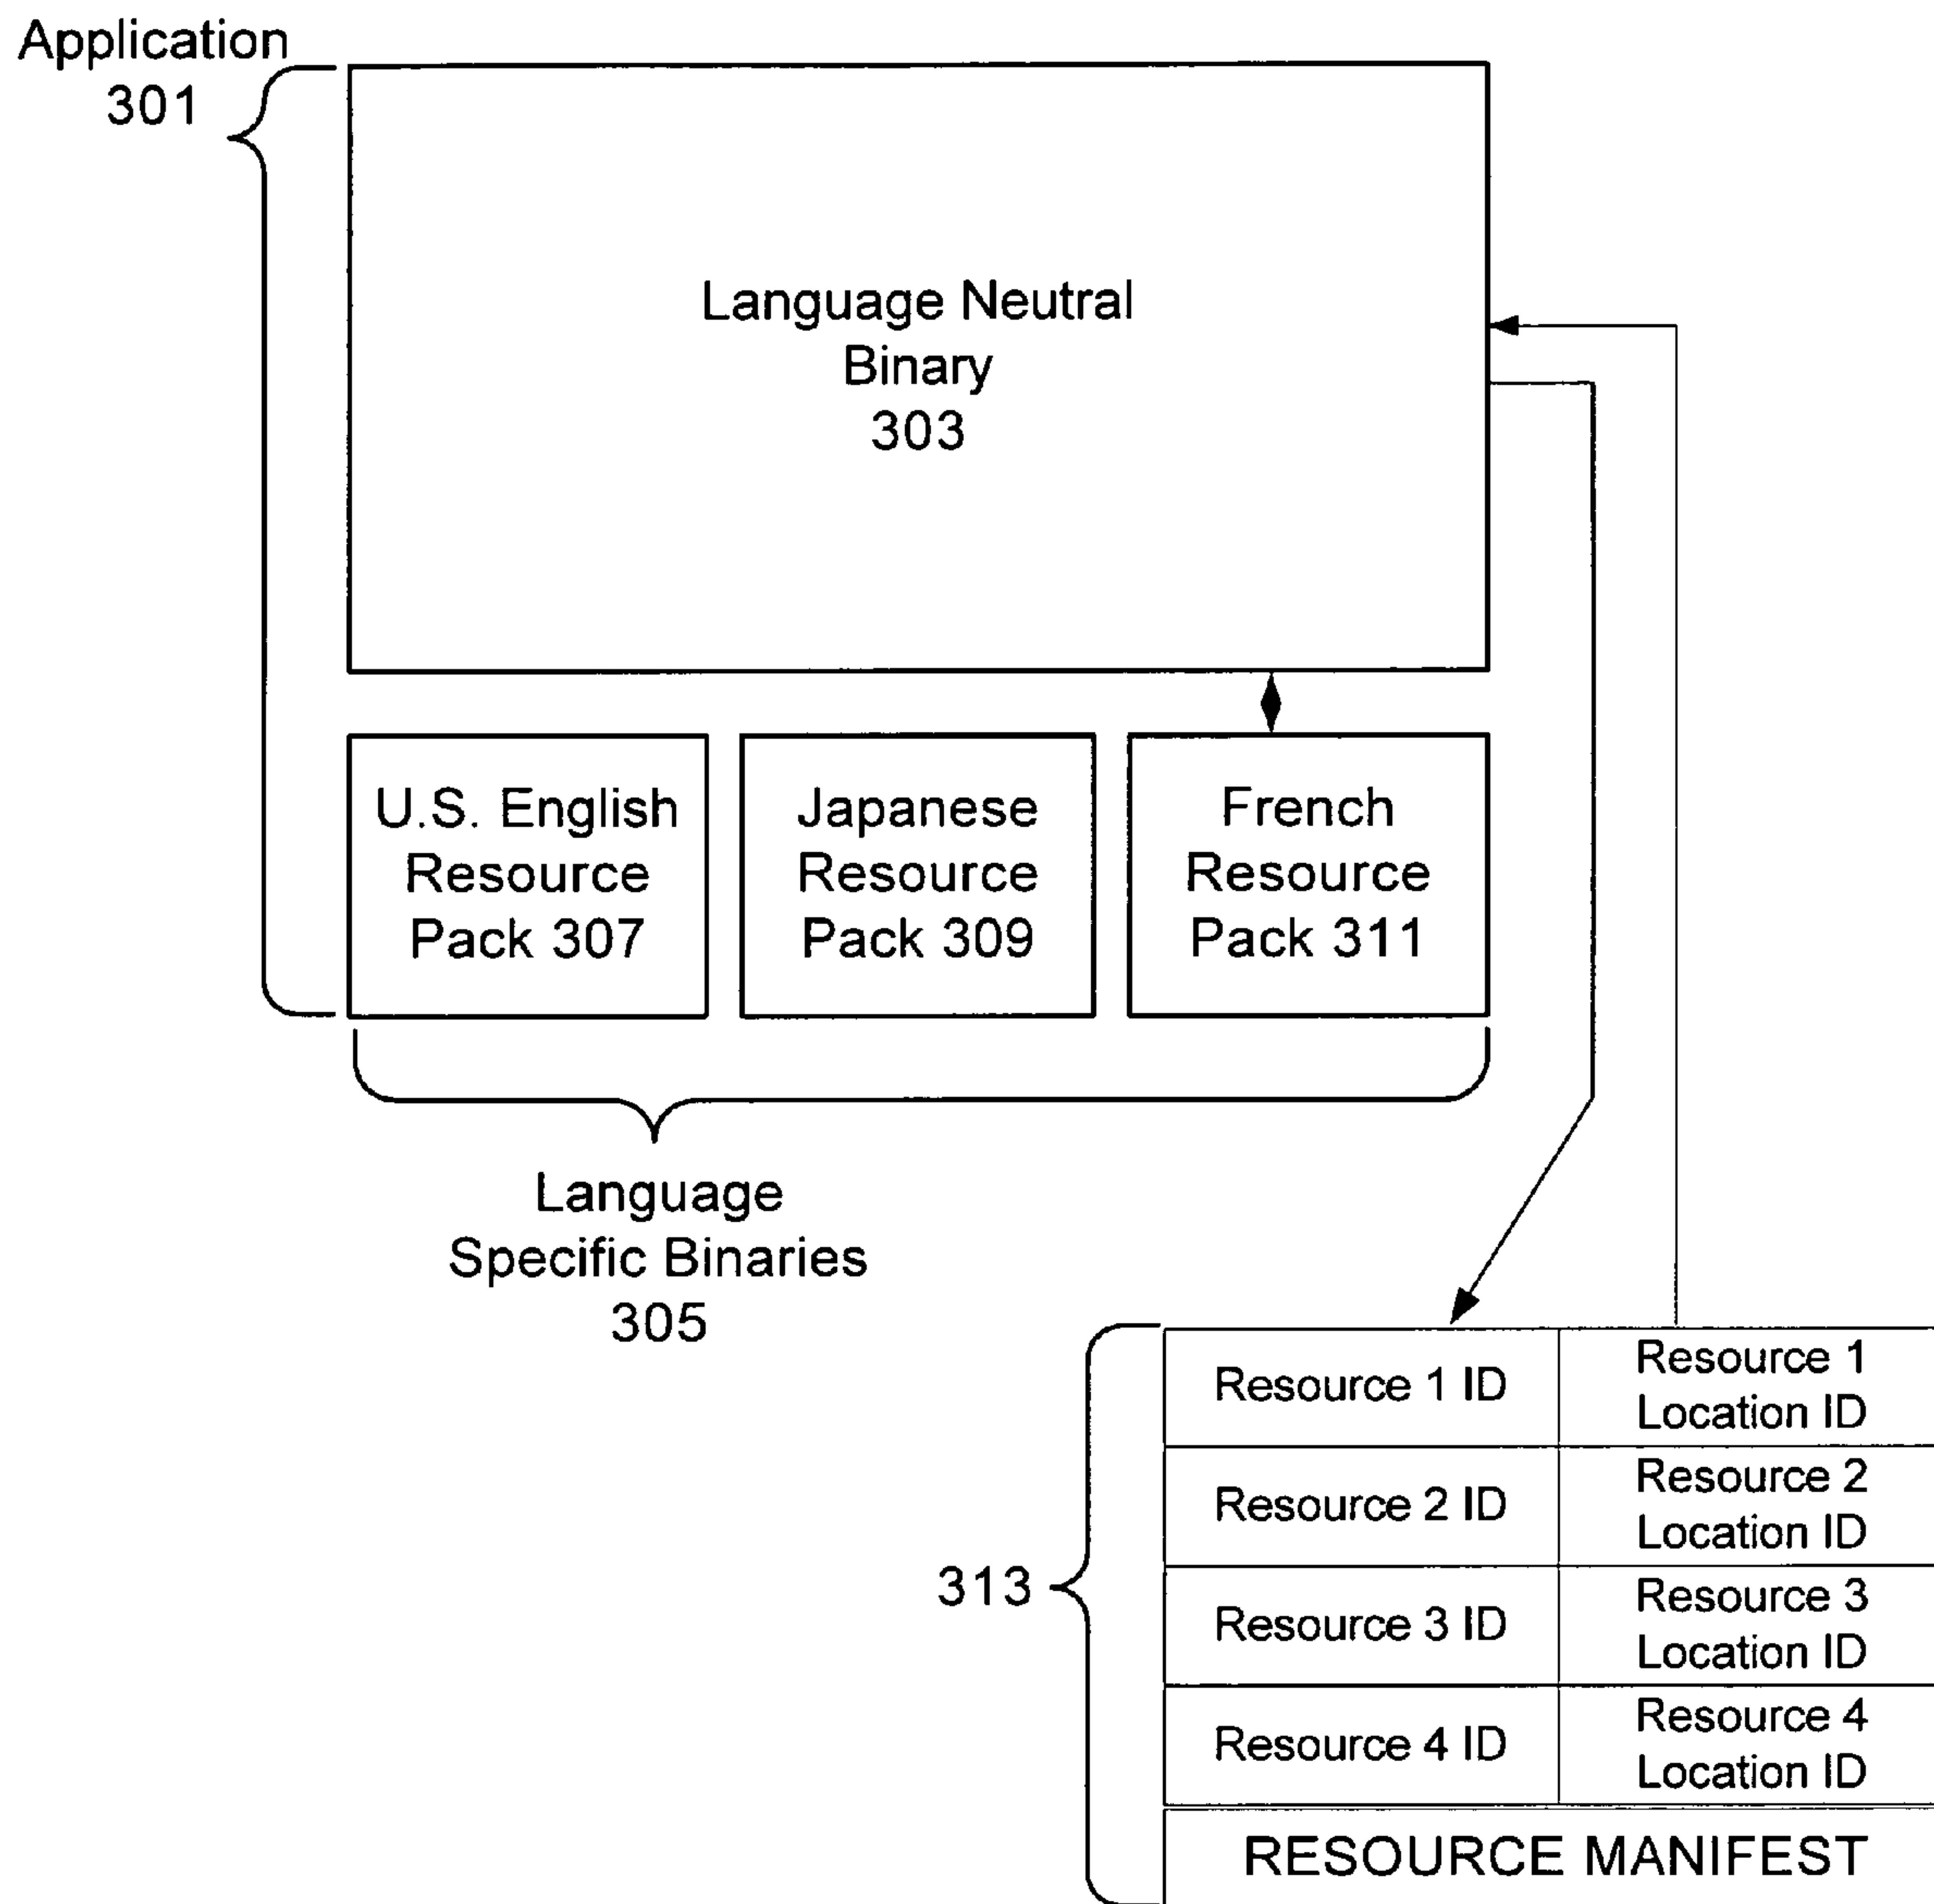 Application
301
Language Neutral
Binary
303
U.S. English
Resource
Pack 307
Japanese
Resource
Pack 309
French
Resource
Pack 311
Language
Specific Binaries
305
313
Resource 1 ID
Resource 1
Location ID
Resource 2 ID
Resource 2
Location ID
Resource 3 ID
Resource 3
Location ID
Resource 4 ID
Resource 4
Location ID
RESOURCE MANIFEST